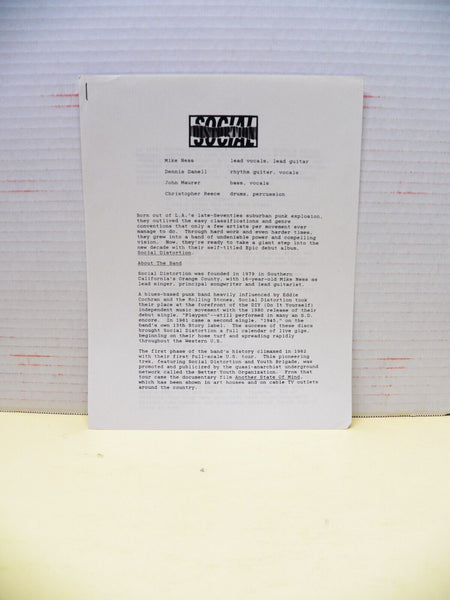 SOCIAL
DISTORTION
Mike Ness lead vocals, lead guitar
Dennis Danell rhythm guitar, vocals
John Maurer bass, vocals
Christopher Reece drums, percussion
Born out of L.A.'s late-Seventies suburban punk explosion,
they outlived the easy classifications and genre
conventions that only a few artists per movement ever
manage to do. Through hard work and even harder times,
they grew into a band of undeniable power and compelling
vision. Now, they're ready to take a giant step into the
new decade with their self-titled Epic debut album,
Social Distortion.
About The Band
Social Distortion was founded in 1979 in Southern
California's Orange County, with 16-year-old Mike Ness as
lead singer, principal songwriter and lead guitarist.
A blues-based punk band heavily influenced by Eddie
Cochran and the Rolling Stones, Social Distortion took
their place at the forefront of the DIY (Do It Yourself)
independent music movement with the 1980 release of their
debut single, "Playpen"--still performed in many an S.D.
encore. In 1981 came a second single, "1945," on the
band's own 13th Story label. The success of these discs
brought Social Distortion a full calendar of live gigs,
beginning on their home turf and spreading rapidly
throughout the Western U.S.
The first phase of the band's history climaxed in 1982
with their first full-scale U.S. tour. This pioneering
trek, featuring Social Distortion and Youth Brigade, was
promoted and publicized by the quasi-anarchist underground
network called the Better Youth Organization. From that
tour came the documentary film Another State Of Mind,
which has been shown in art houses and on cable TV outlets
around the country.